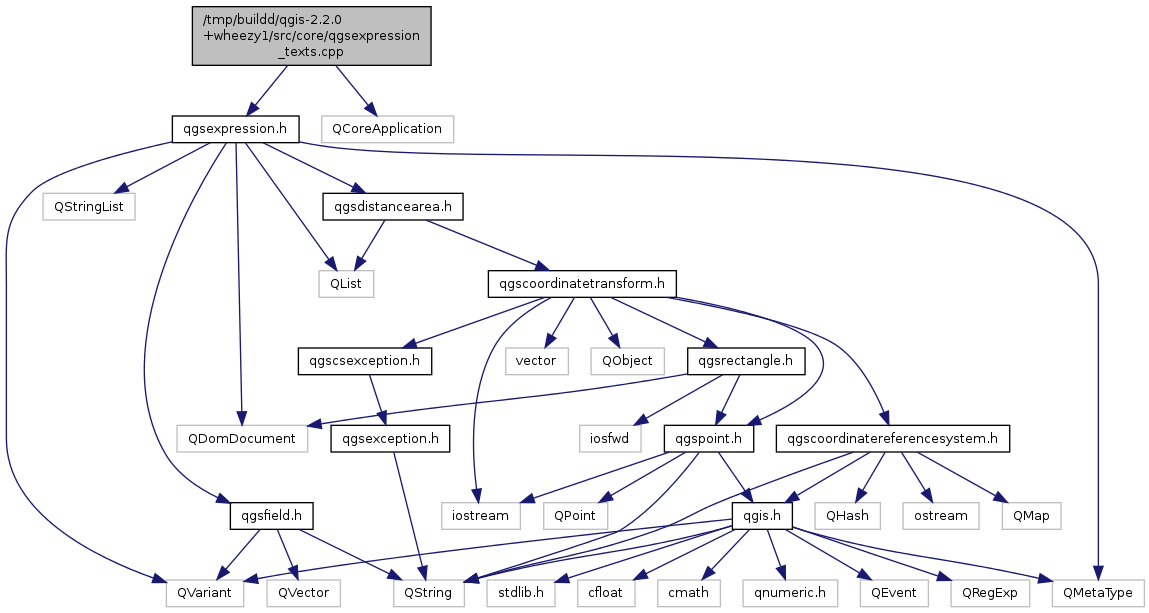 /tmp/buildd/qgis-2.2.0
+wheezy1/src/core/qgsexpression
_texts.cpp
qgsexpression.h
QCoreApplication
QStringList
qgsdistancearea.h
QList
qgscoordinatetransform.h
qgscsexception.h
vector
QObject
qgsrectangle.h
QDomDocument
qgsexception.h
iosfwd
qgspoint.h
qgscoordinatereferencesystem.h
qgsfield.h
iostream
QPoint
qgis.h
QHash
ostream
QMap
QVariant
QVector
QString
stdlib.h
cfloat
cmath
qnumeric.h
QEvent
QRegExp
QMetaType